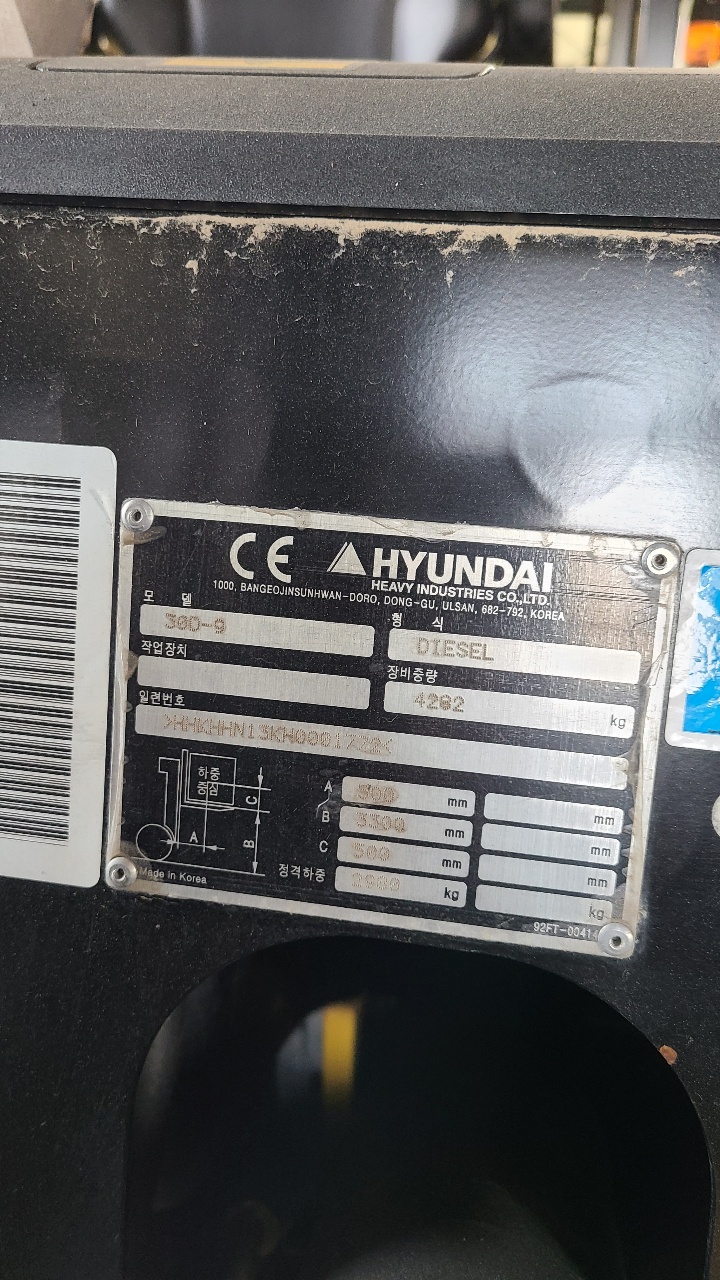 CE HYUNDAI
HEAVY INDUSTRIES CO.,LTD.
1000, BANGEOJINSUNHWAN-DORO, DONG-GU, ULSAN, 682-792, KOREA
모 델
30D-9
형 식
DIESEL
작업장치
장비중량
4282 kg
일련번호
하중
중심
C
A
B
A 500 mm mm
B 3300 mm mm
C 500 mm mm
정격하중 kg kg
Made in Korea